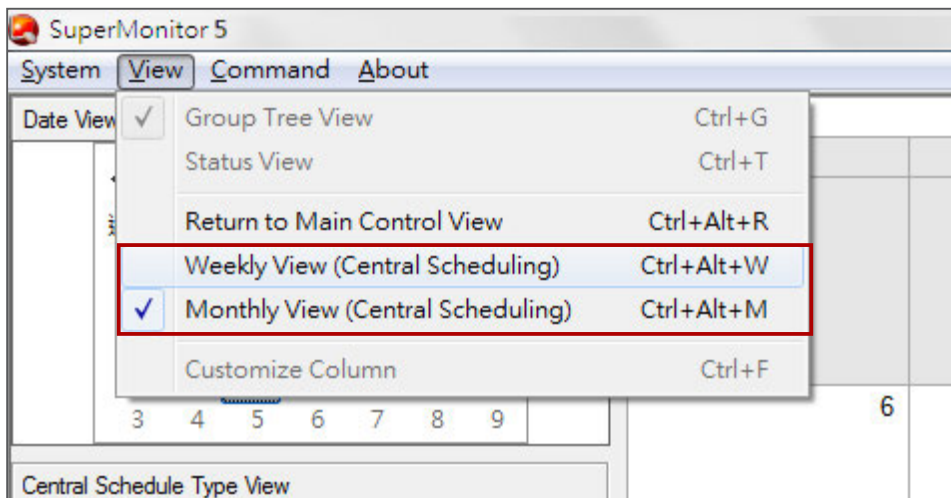 SuperMonitor 5
System View Command About
Date View
✓ Group Tree View Ctrl+G
Status View Ctrl+T
Return to Main Control View Ctrl+Alt+R
Weekly View (Central Scheduling) Ctrl+Alt+W
✓ Monthly View (Central Scheduling) Ctrl+Alt+M
Customize Column Ctrl+F
3 4 5 6 7 8 9
6
Central Schedule Type View